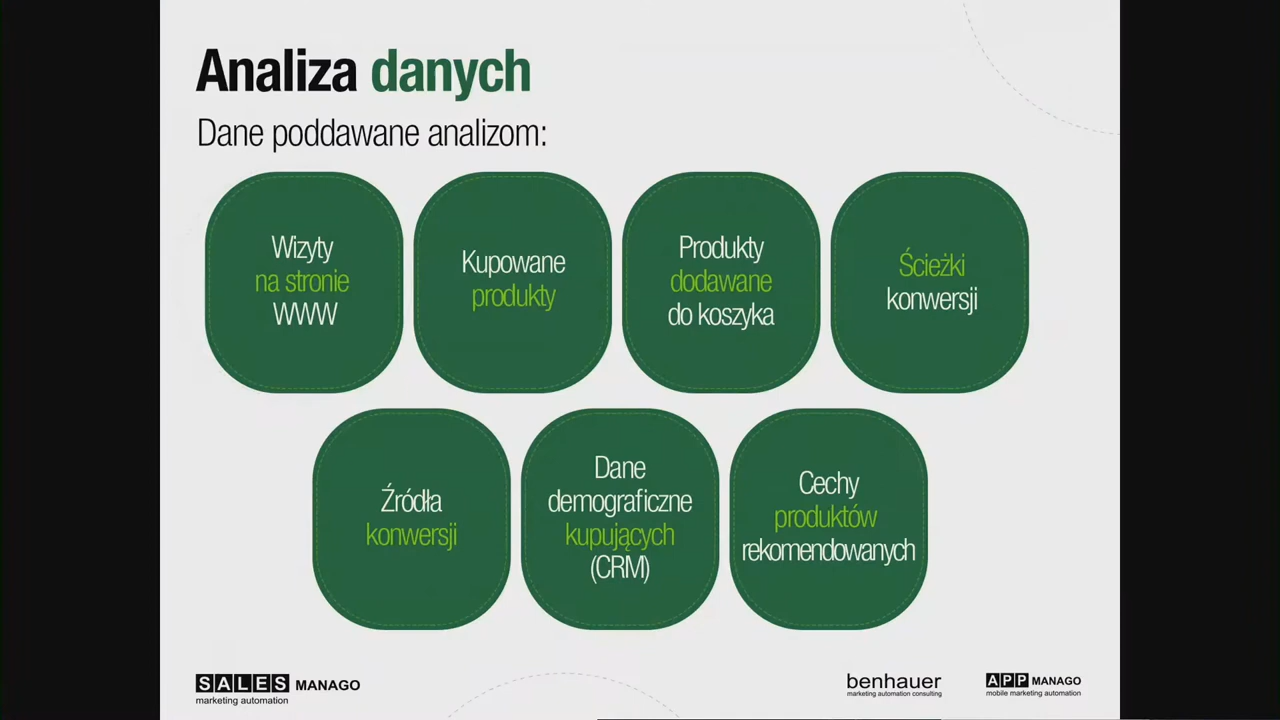 Analiza danych
Dane poddawane analizom:
Wizyty
na stronie
WWW
Kupowane
produkty
Produkty
dodawane
do koszyka
Ścieżki
konwersji
Źródła
konwersji
Dane
demograficzne
kupujących
(CRM)
Cechy
produktów
rekomendowanych
SALES MANAGO
marketing automation
benhauer
marketing automation consulting
APP MANAGO
mobile marketing automation